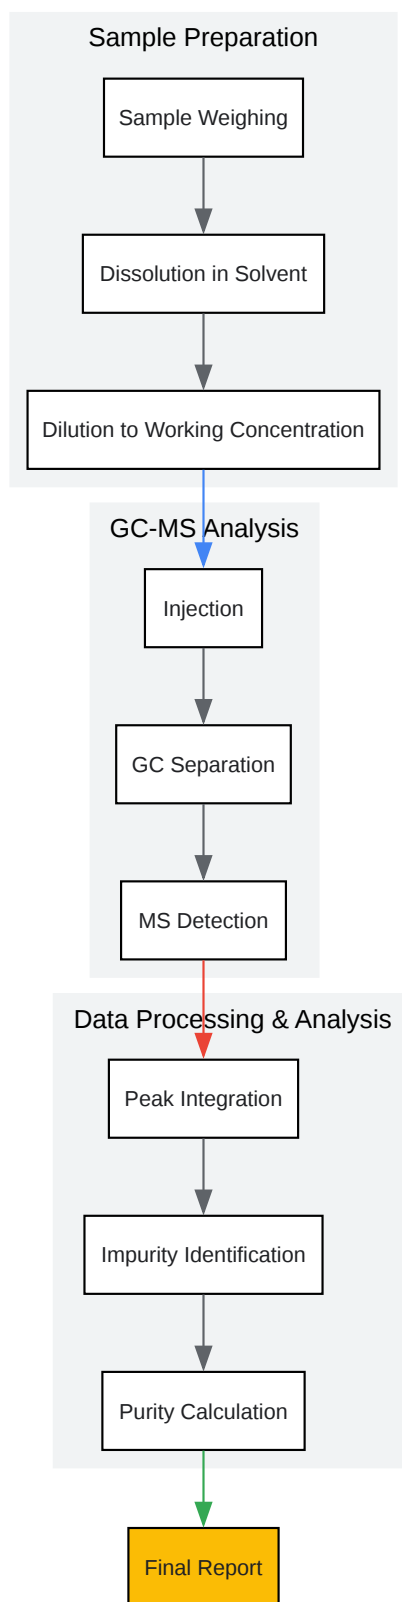 Sample Preparation
Sample Weighing
Dissolution in Solvent
Dilution to Working Concentration
GC-MS Analysis
Injection
GC Separation
MS Detection
Data Processing & Analysis
Peak Integration
Impurity Identification
Purity Calculation
Final Report